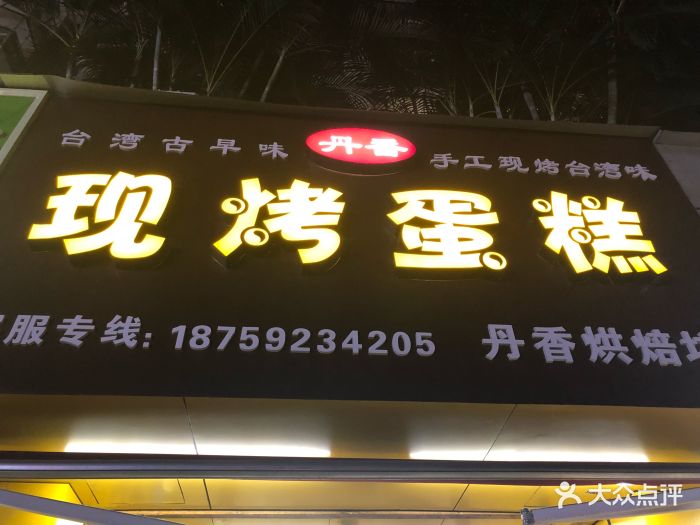 台湾古早味 丹香 手工现烤台湾味
现烤蛋糕
服专线: 18759234205 丹香烘焙
大众点评